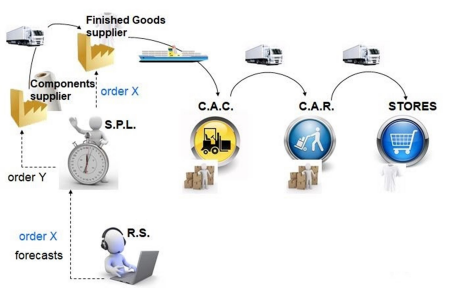 Finished Goods
supplier
Components
supplier
order X
C.A.C.
C.A.R.
STORES
S.P.L.
order Y
order X
R.S.
forecasts